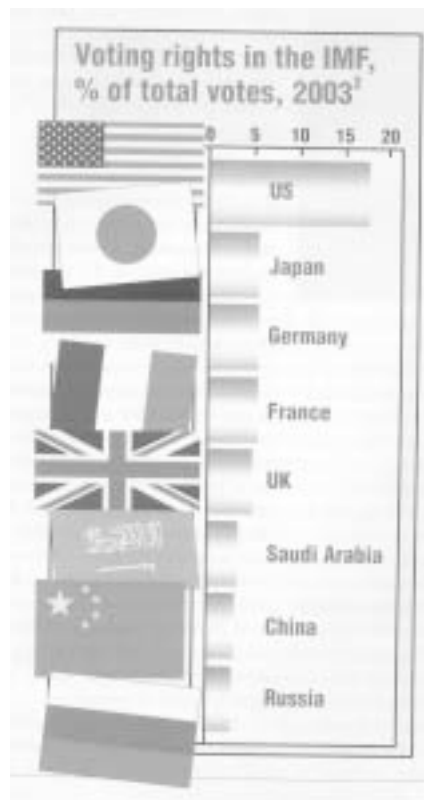 Voting rights in the IMF,
% of total votes, 2003‡
0 5 10 15 20
US
Japan
Germany
France
UK
Saudi Arabia
China
Russia